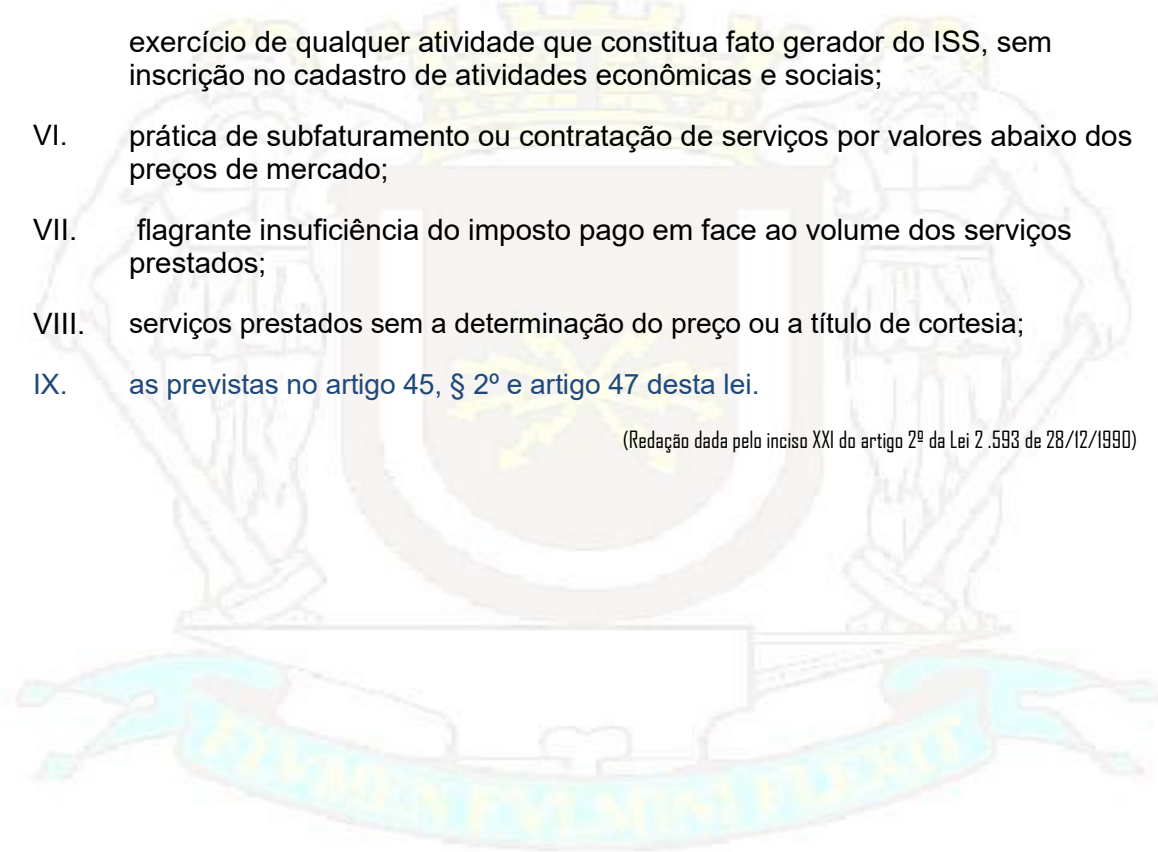 exercício de qualquer atividade que constitua fato gerador do ISS, sem
inscrição no cadastro de atividades econômicas e sociais;
VI. prática de subfaturamento ou contratação de serviços por valores abaixo dos
preços de mercado;
VII. flagrante insuficiência do imposto pago em face ao volume dos serviços
prestados;
VIII. serviços prestados sem a determinação do preço ou a título de cortesia;
IX. as previstas no artigo 45, § 2º e artigo 47 desta lei.
(Redação dada pelo inciso XXI do artigo 2º da Lei 2 .593 de 28/12/1990)
FLVMEN FVLMINI FLEXIT